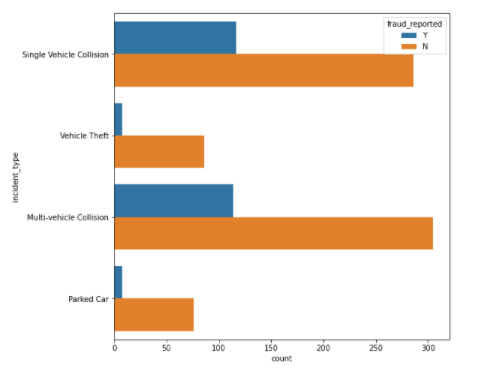 fraud_reported
Y
N
Single Vehicle Collision
Vehicle Theft
Multi-vehicle Collision
Parked Car
incident_type
0 50 100 150 200 250 300
count